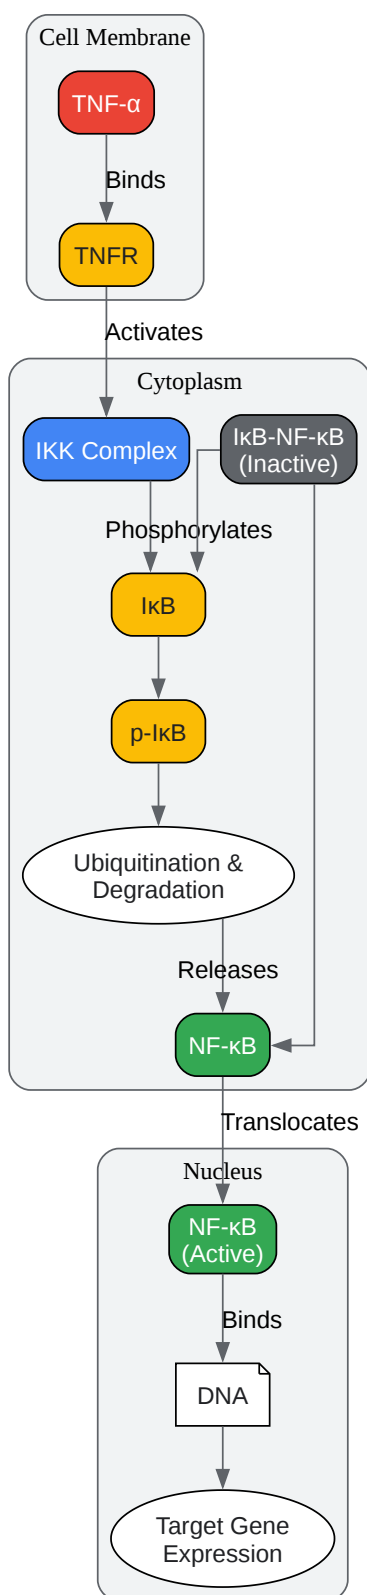 Cell Membrane
TNF-α
Binds
TNFR
Activates
Cytoplasm
IKK Complex
IκB-NF-κB
(Inactive)
Phosphorylates
IκB
p-IκB
Ubiquitination &
Degradation
Releases
NF-κB
Translocates
Nucleus
NF-κB
(Active)
Binds
DNA
Target Gene
Expression